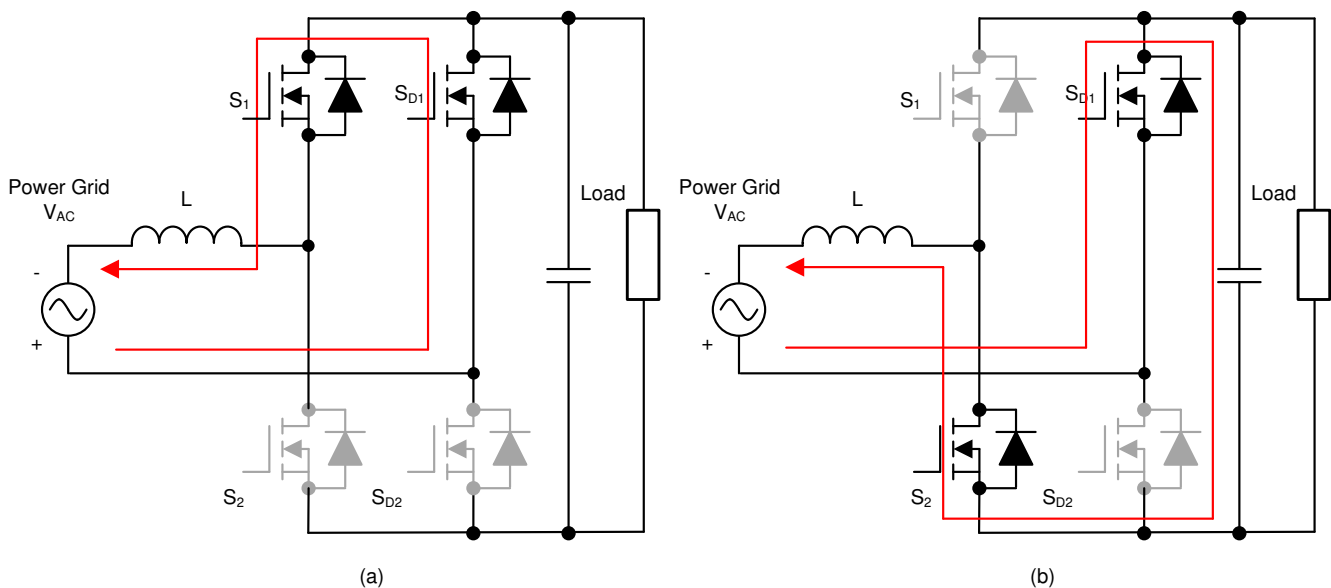 S1
SD1
Power Grid
VAC
L
Load
-
+
S2
SD2
(a)
S1
SD1
Power Grid
VAC
L
Load
-
+
S2
SD2
(b)